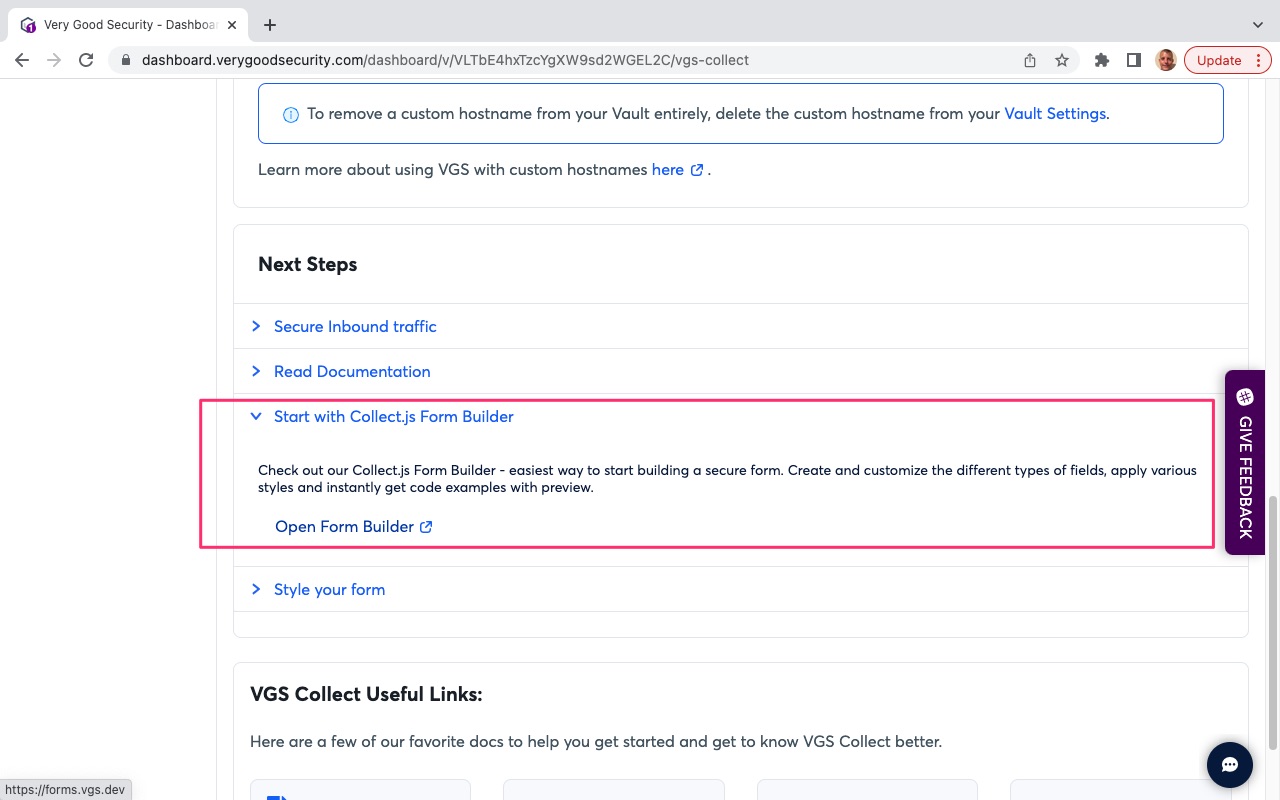 Very Good Security - Dashboa
dashboard.verygoodsecurity.com/dashboard/v/VLTbE4hxTzcYgXW9sd2WGEL2C/vgs-collect
Update
To remove a custom hostname from your Vault entirely, delete the custom hostname from your Vault Settings.
Learn more about using VGS with custom hostnames here .
Next Steps
Secure Inbound traffic
Read Documentation
Start with Collect.js Form Builder
Check out our Collect.js Form Builder - easiest way to start building a secure form. Create and customize the different types of fields, apply various
styles and instantly get code examples with preview.
Open Form Builder
Style your form
GIVE FEEDBACK
VGS Collect Useful Links:
Here are a few of our favorite docs to help you get started and get to know VGS Collect better.
https://forms.vgs.dev